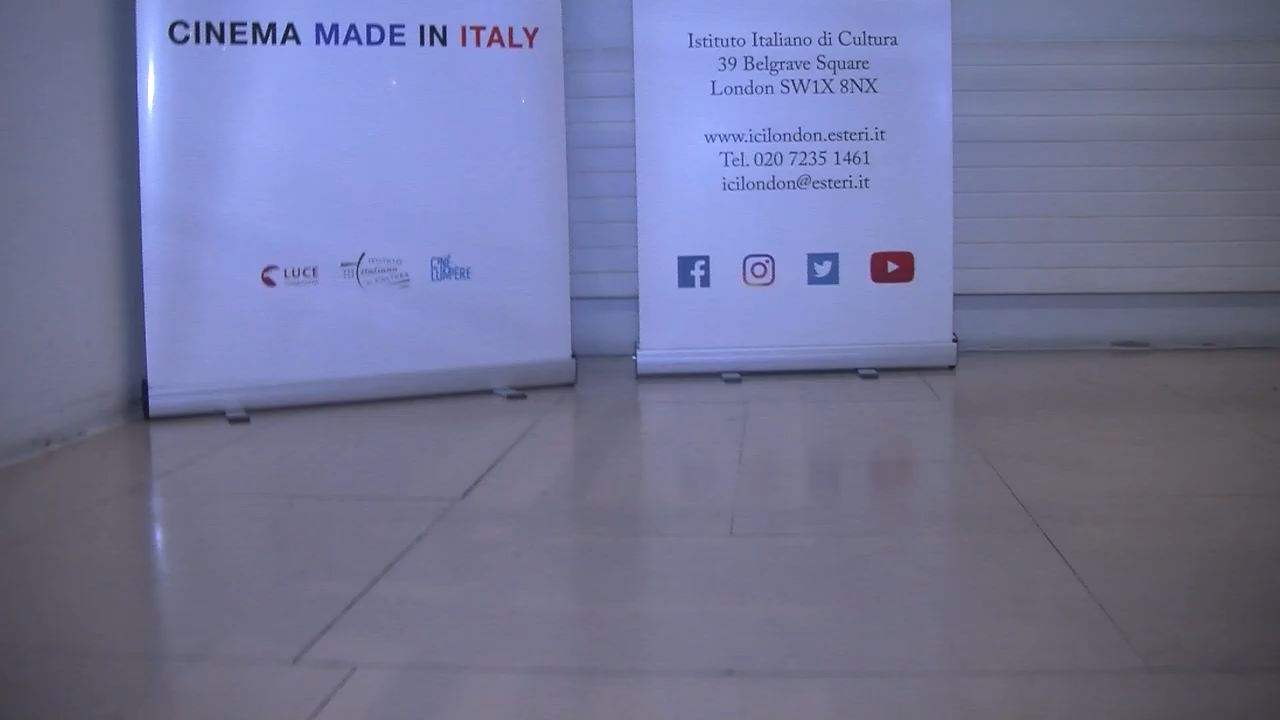 CINEMA MADE IN ITALY
LUCE
italiano
CINÉ
LUMIÈRE
Istituto Italiano di Cultura
39 Belgrave Square
London SW1X 8NX
www.icilondon.esteri.it
Tel. 020 7235 1461
icilondon@esteri.it